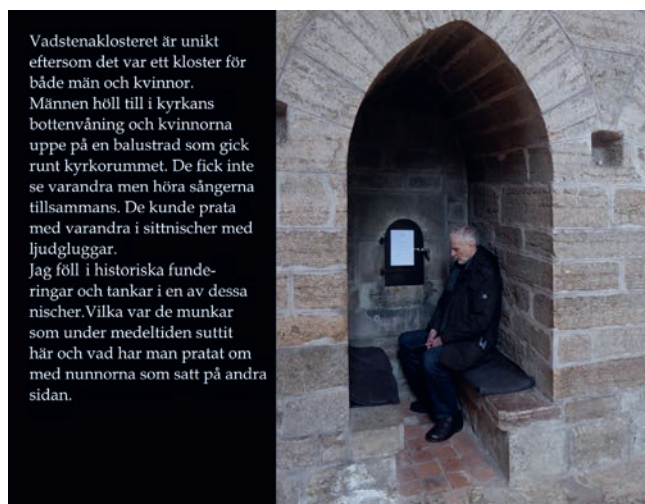 Vadstenaklosteret är unikt
eftersom det var ett kloster för
både män och kvinnor.
Männen höll till i kyrkans
bottenvåning och kvinnorna
uppe på en balustrad som gick
runt kyrkorummet. De fick inte
se varandra men höra sångerna
tillsammans. De kunde prata
med varandra i sittnischer med
ljudgluggar.
Jag föll i historiska funde-
ringar och tankar i en av dessa
nischer.Vilka var de munkar
som under medeltiden suttit
här och vad har man pratat om
med nunnorna som satt på andra
sidan.